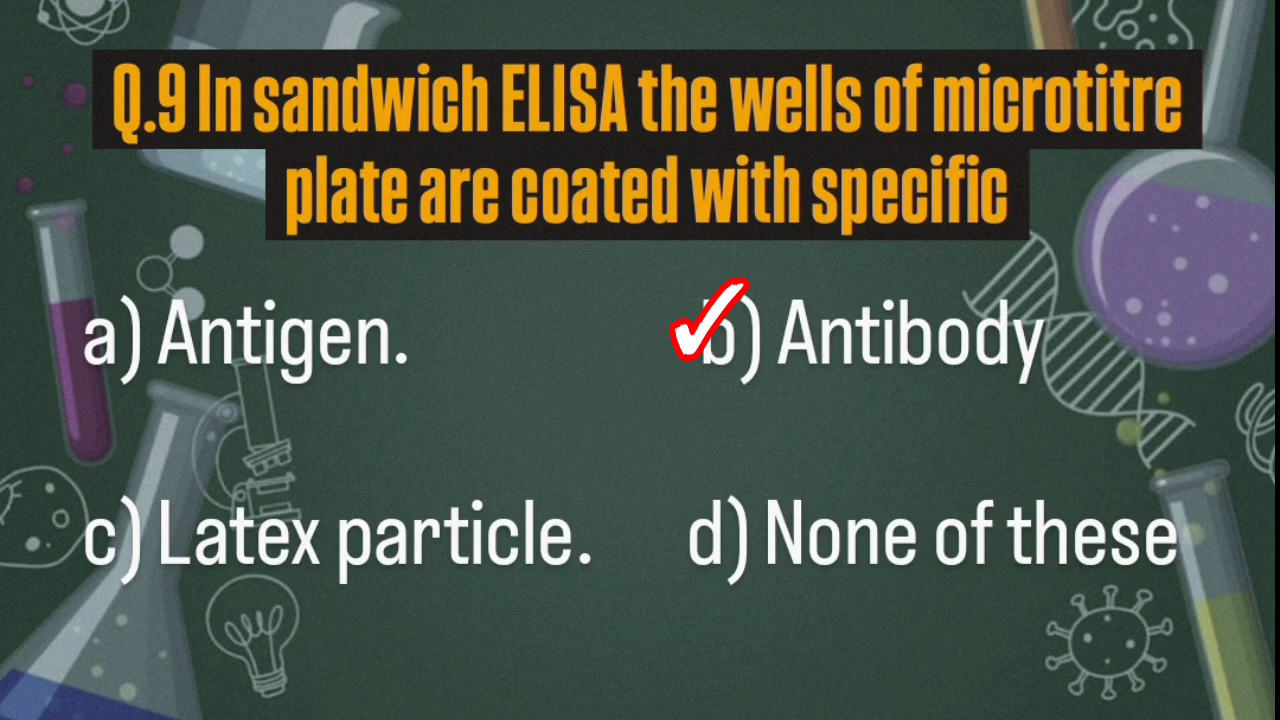 Q.9 In sandwich ELISA the wells of microtitre
plate are coated with specific
a) Antigen.
b) Antibody
c) Latex particle.
d) None of these